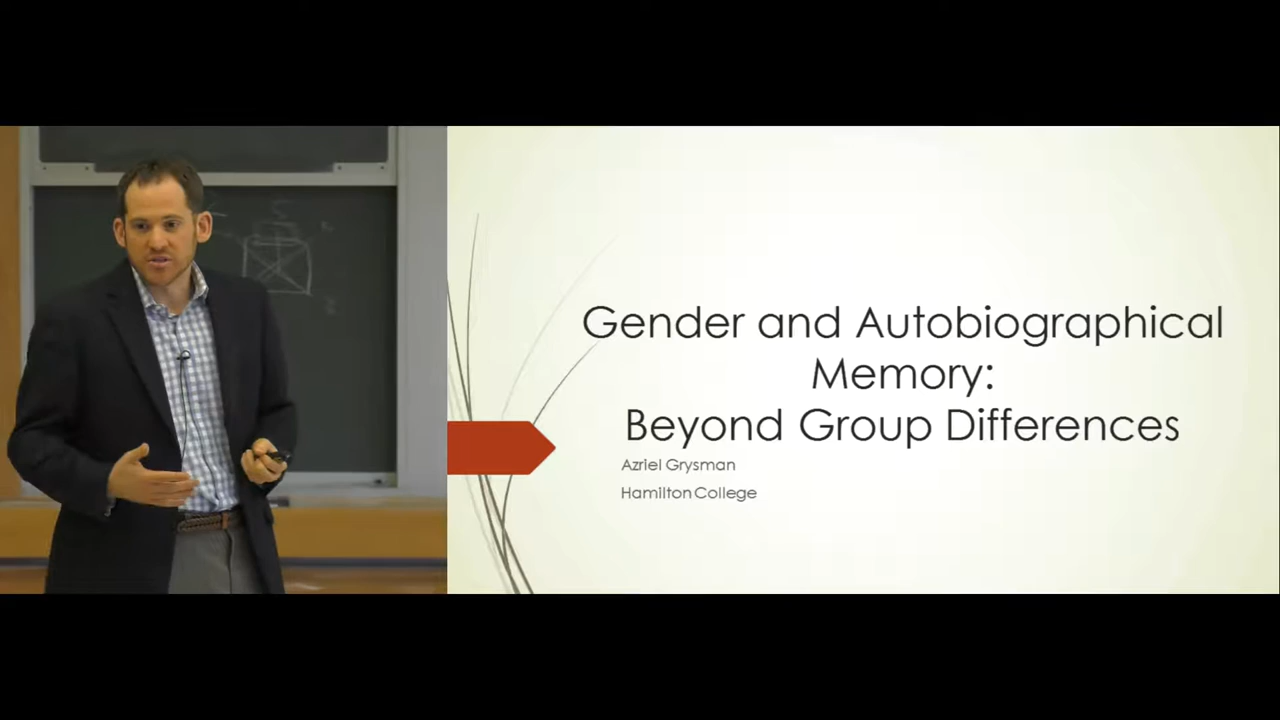 Gender and Autobiographical
Memory:
Beyond Group Differences
Azriel Grysman
Hamilton College